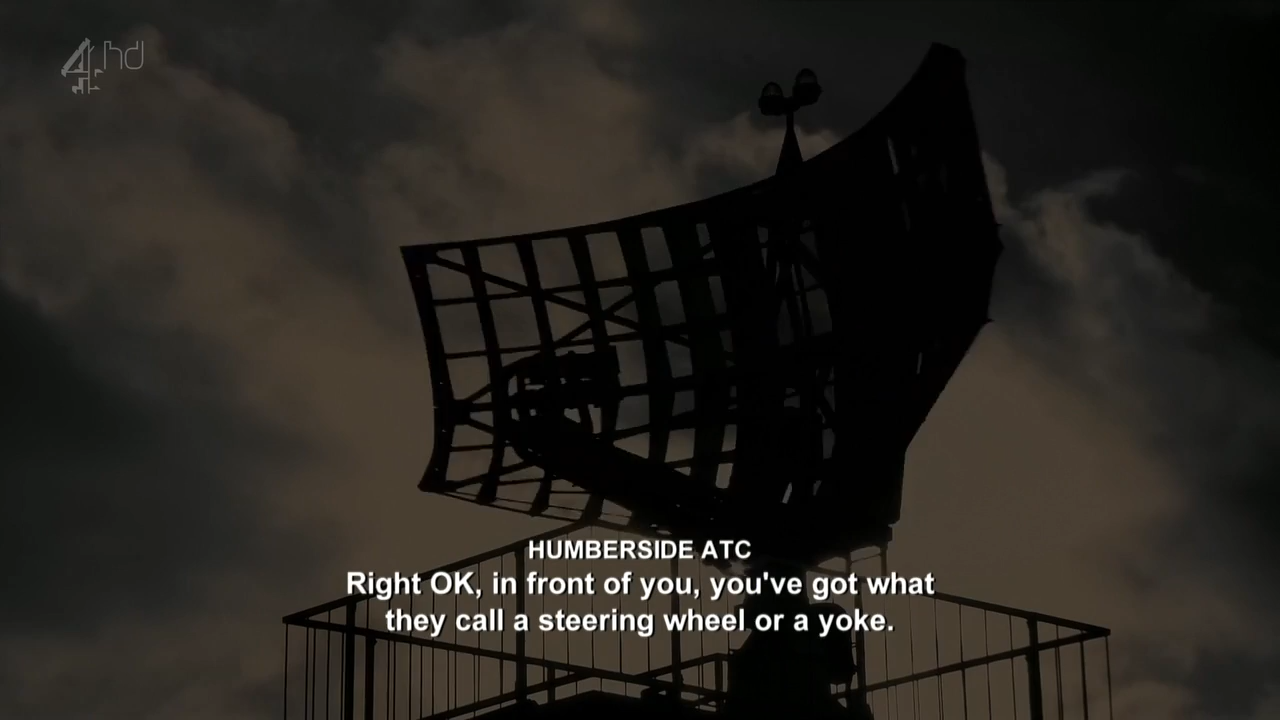 4hd
HUMBERSIDE ATC
Right OK, in front of you, you've got what
they call a steering wheel or a yoke.